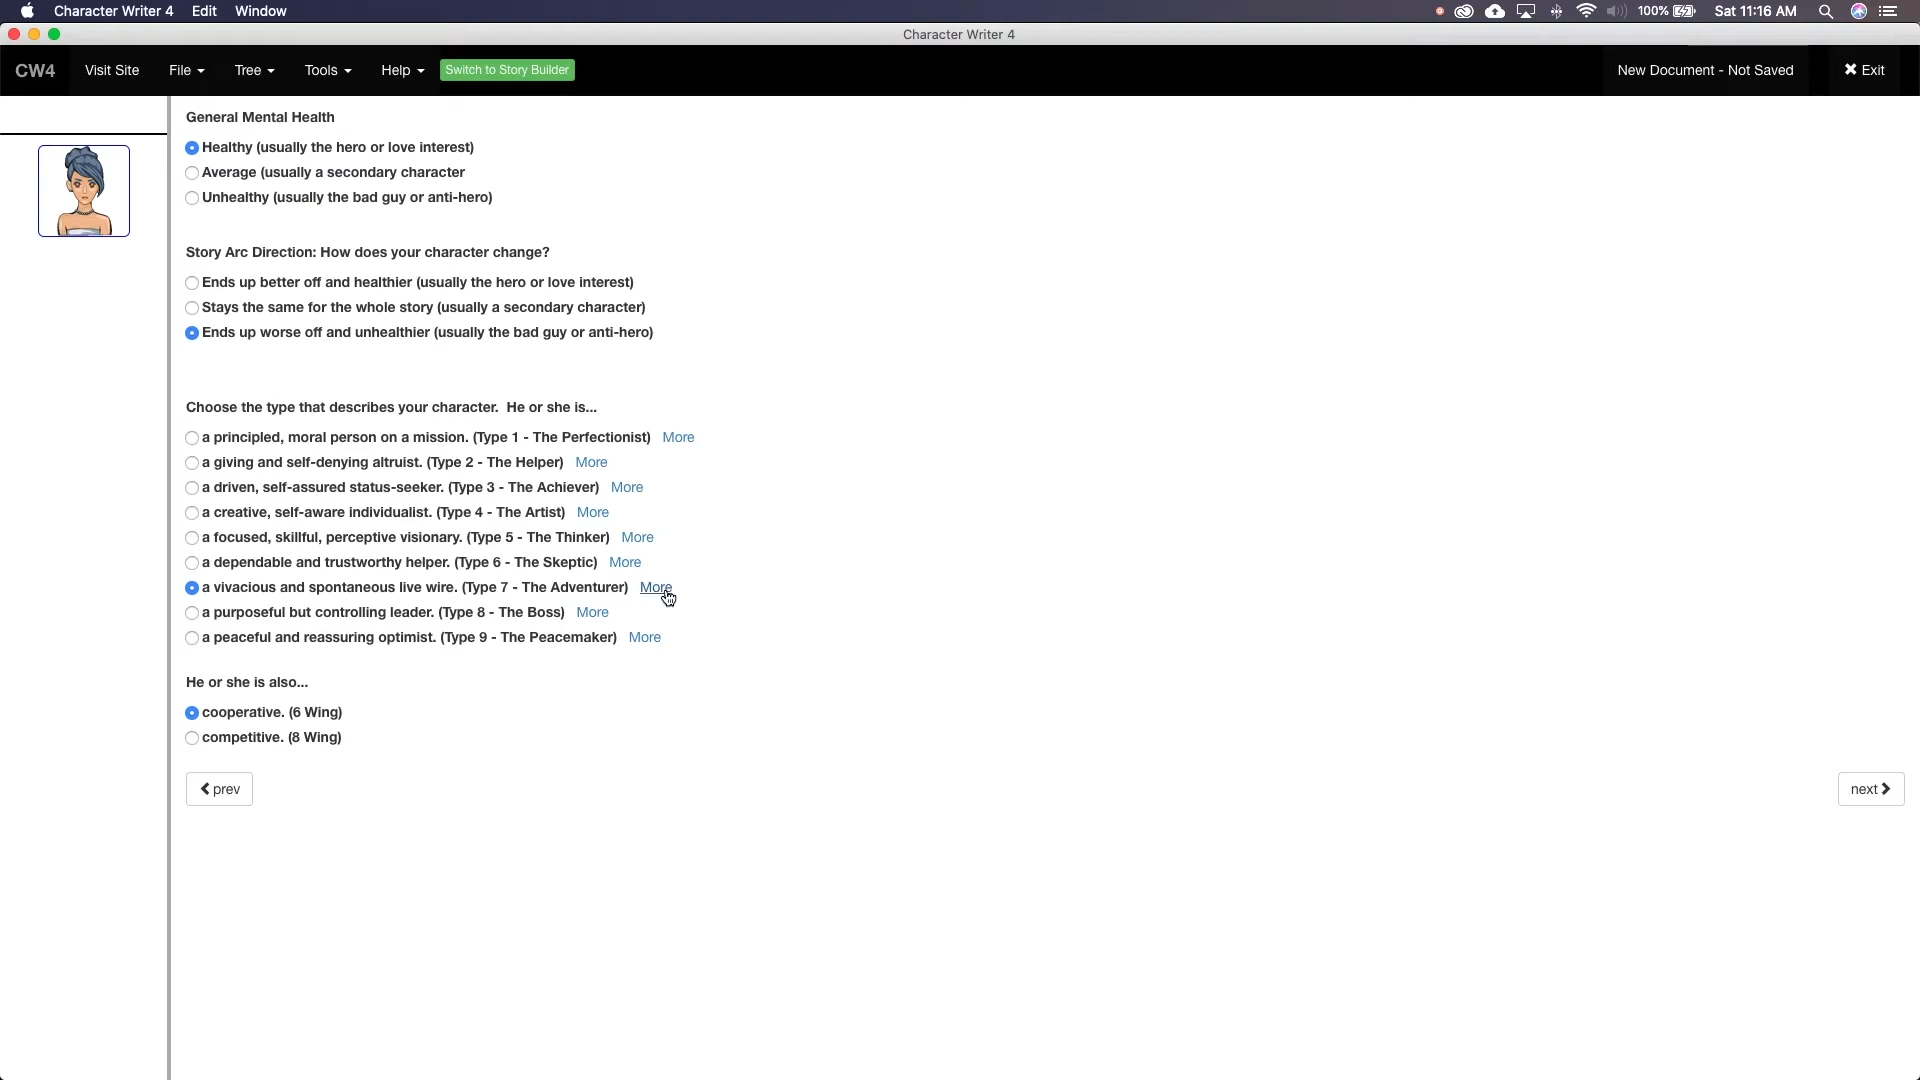 Character Writer 4 Edit Window 100% Sat 11:16 AM
Character Writer 4
CW4 Visit Site File Tree Tools Help Switch to Story Builder New Document - Not Saved Exit
General Mental Health
Healthy (usually the hero or love interest)
Average (usually a secondary character
Unhealthy (usually the bad guy or anti-hero)
Story Arc Direction: How does your character change?
Ends up better off and healthier (usually the hero or love interest)
Stays the same for the whole story (usually a secondary character)
Ends up worse off and unhealthier (usually the bad guy or anti-hero)
Choose the type that describes your character. He or she is...
a principled, moral person on a mission. (Type 1 - The Perfectionist) More
a giving and self-denying altruist. (Type 2 - The Helper) More
a driven, self-assured status-seeker. (Type 3 - The Achiever) More
a creative, self-aware individualist. (Type 4 - The Artist) More
a focused, skillful, perceptive visionary. (Type 5 - The Thinker) More
a dependable and trustworthy helper. (Type 6 - The Skeptic) More
a vivacious and spontaneous live wire. (Type 7 - The Adventurer) More
a purposeful but controlling leader. (Type 8 - The Boss) More
a peaceful and reassuring optimist. (Type 9 - The Peacemaker) More
He or she is also...
cooperative. (6 Wing)
competitive. (8 Wing)
prev next